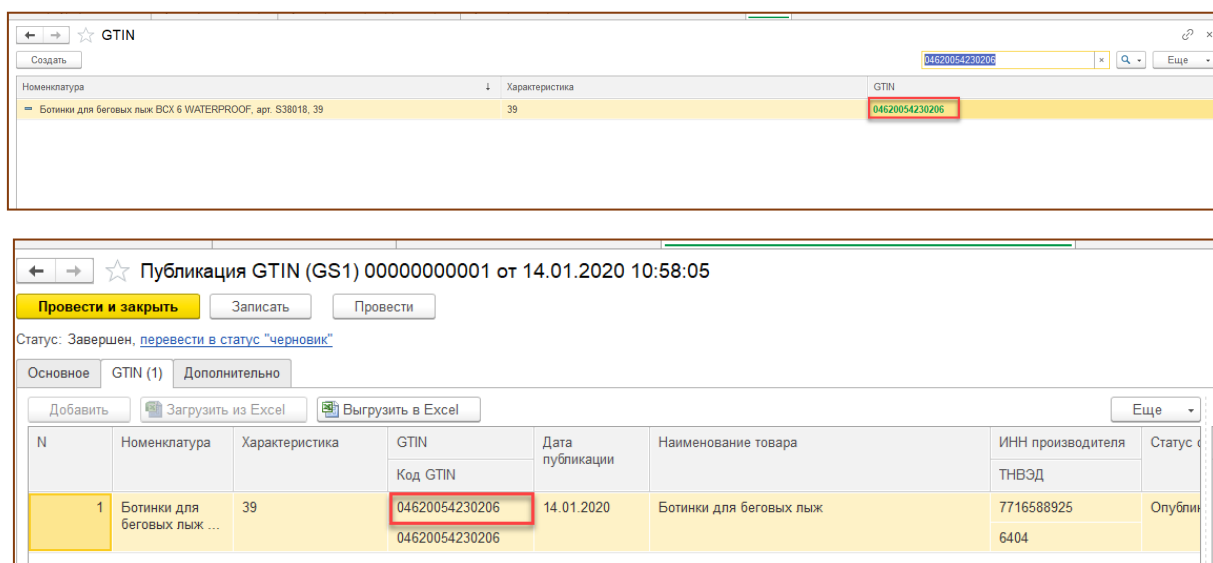 GTIN
Создать
04620054230206
Еще
Номенклатура
Характеристика
GTIN
Ботинки для беговых лыж BCX 6 WATERPROOF, арт. S38018, 39
39
04620054230206
Публикация GTIN (GS1) 00000000001 от 14.01.2020 10:58:05
Провести и закрыть
Записать
Провести
Статус: Завершен, перевести в статус "черновик"
Основное
GTIN (1)
Дополнительно
Добавить
Загрузить из Excel
Выгрузить в Excel
Еще
N
Номенклатура
Характеристика
GTIN
Код GTIN
Дата
публикации
Наименование товара
ИНН производителя
ТНВЭД
Статус
1
Ботинки для
беговых лыж ...
39
04620054230206
04620054230206
14.01.2020
Ботинки для беговых лыж
7716588925
6404